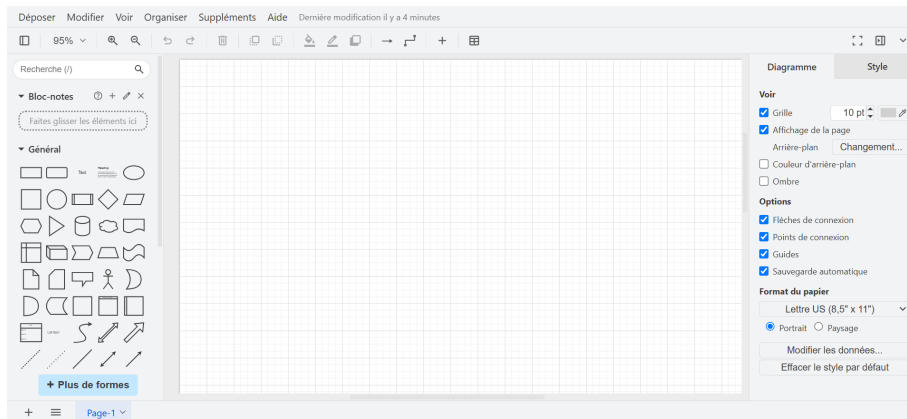 Déposer Modifier Voir Organiser Suppléments Aide Dernière modification il y a 4 minutes
95%
Recherche (/)
Bloc-notes
Faites glisser les éléments ici
Général
Text
Heading
List Item
+ Plus de formes
Page-1
Diagramme Style
Voir
Grille 10 pt
Affichage de la page
Arrière-plan Changement...
Couleur d'arrière-plan
Ombre
Options
Flèches de connexion
Points de connexion
Guides
Sauvegarde automatique
Format du papier
Lettre US (8,5" x 11")
Portrait Paysage
Modifier les données...
Effacer le style par défaut